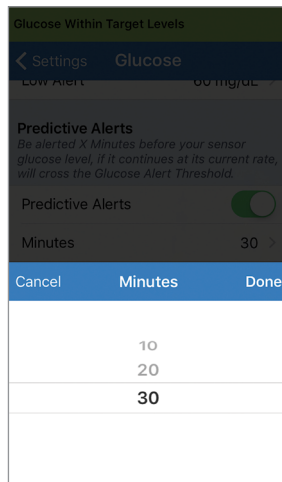 Glucose Within Target Levels
Settings Glucose
Low Alert 60 mg/dL
Predictive Alerts
Be alerted X Minutes before your sensor
glucose level, if it continues at its current rate,
will cross the Glucose Alert Threshold.
Predictive Alerts
Minutes 30
Cancel Minutes Done
10
20
30